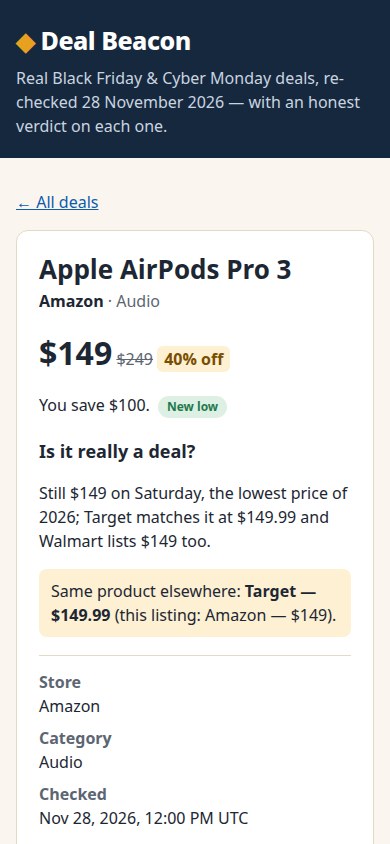 Deal Beacon
Real Black Friday & Cyber Monday deals, re-
checked 28 November 2026 — with an honest
verdict on each one.
← All deals
Apple AirPods Pro 3
Amazon · Audio
$149 $249 40% off
You save $100. New low
Is it really a deal?
Still $149 on Saturday, the lowest price of
2026; Target matches it at $149.99 and
Walmart lists $149 too.
Same product elsewhere: Target —
$149.99 (this listing: Amazon — $149).
Store
Amazon
Category
Audio
Checked
Nov 28, 2026, 12:00 PM UTC